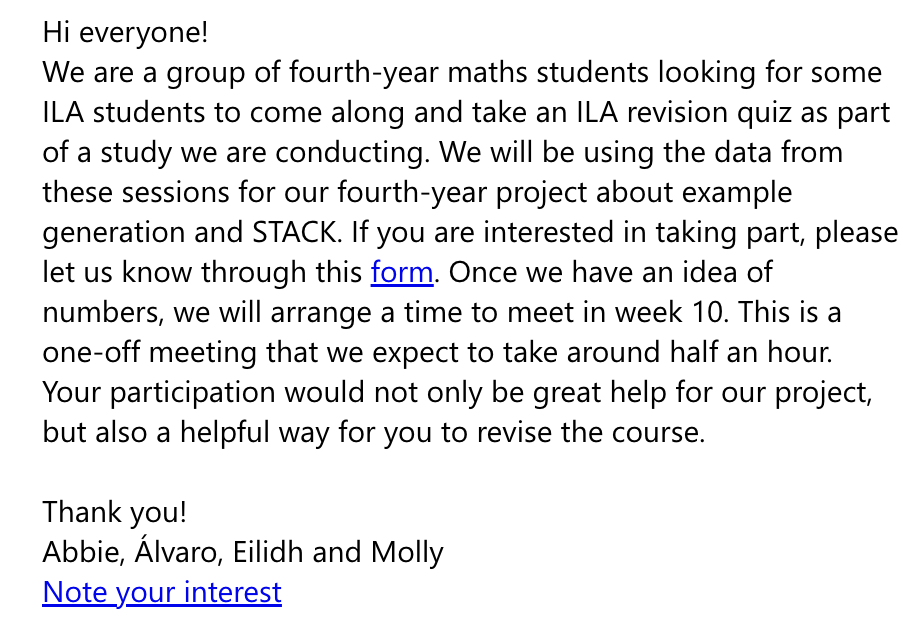 Hi everyone!
We are a group of fourth-year maths students looking for some
ILA students to come along and take an ILA revision quiz as part
of a study we are conducting. We will be using the data from
these sessions for our fourth-year project about example
generation and STACK. If you are interested in taking part, please
let us know through this form. Once we have an idea of
numbers, we will arrange a time to meet in week 10. This is a
one-off meeting that we expect to take around half an hour.
Your participation would not only be great help for our project,
but also a helpful way for you to revise the course.
Thank you!
Abbie, Álvaro, Eilidh and Molly
Note your interest